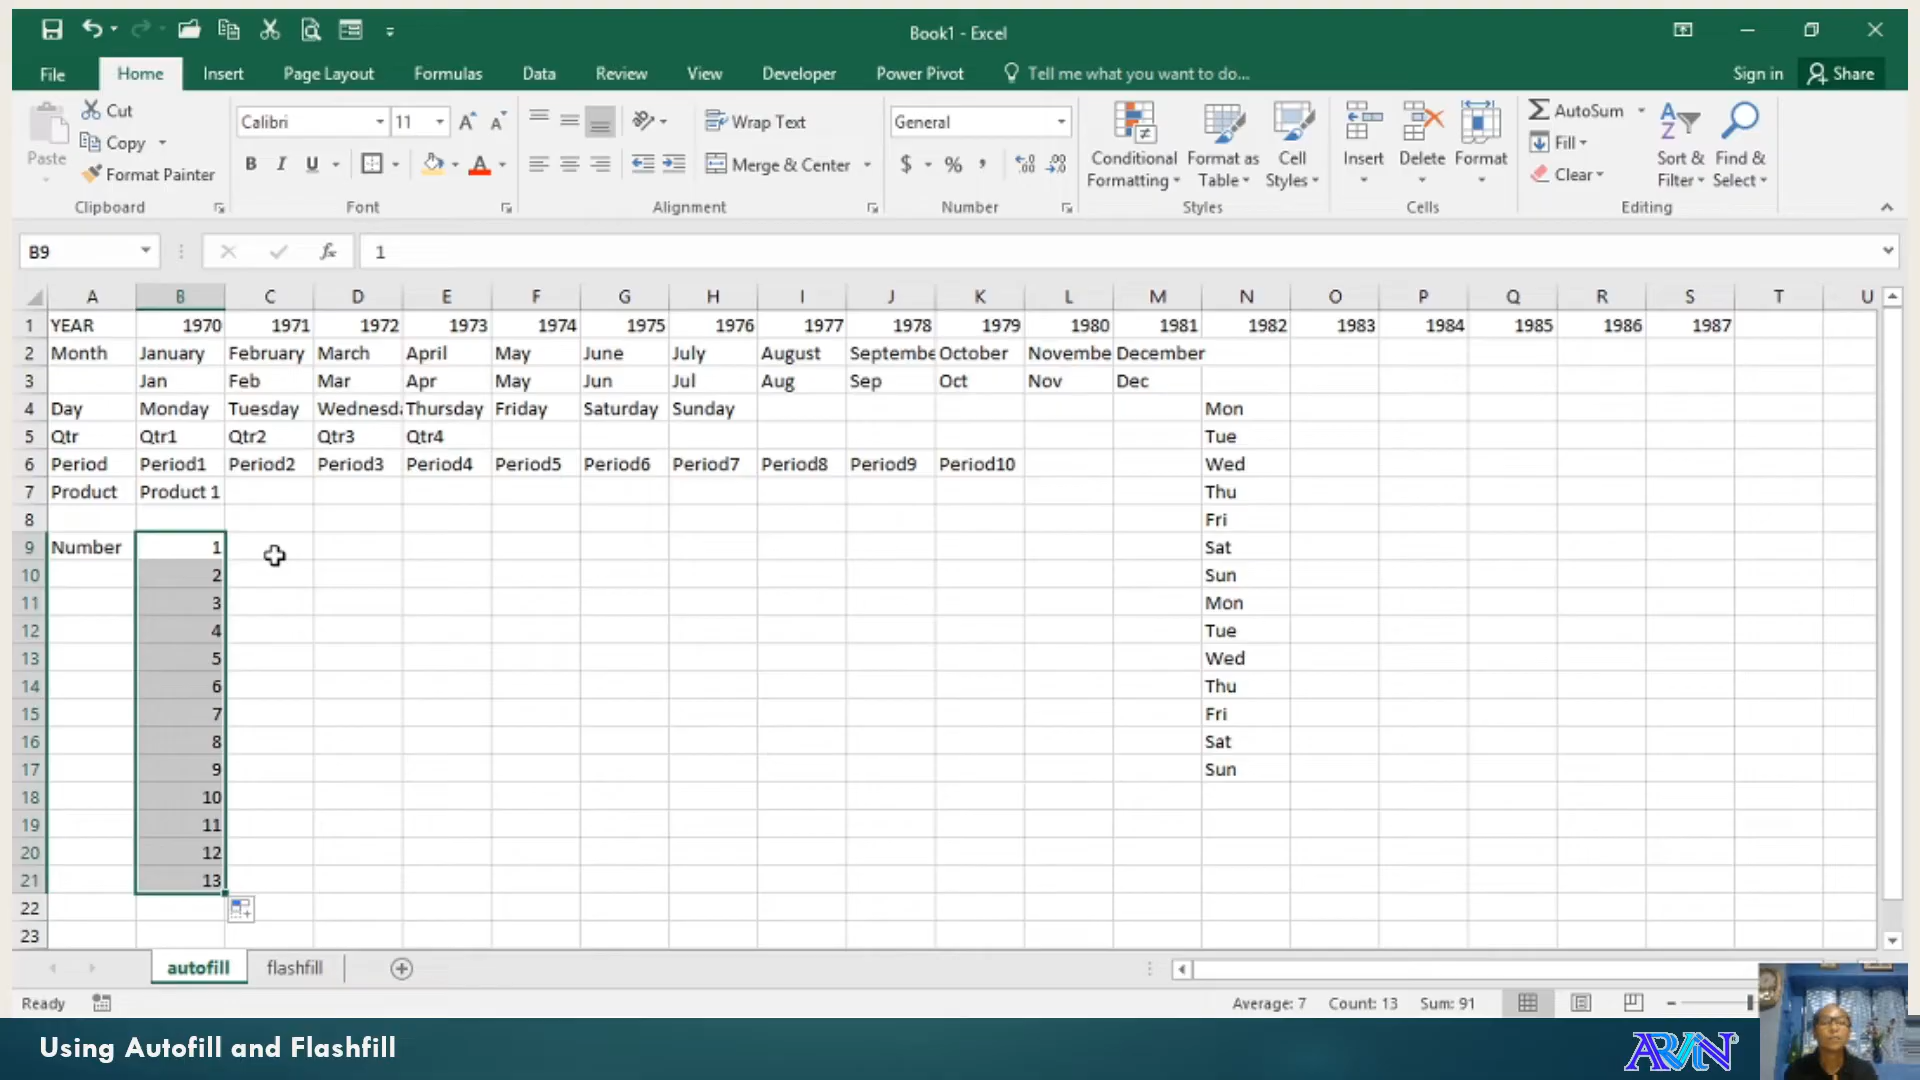 Book1 - Excel
File Home Insert Page Layout Formulas Data Review View Developer Power Pivot Tell me what you want to do... Sign in Share
Paste
Cut
Copy
Format Painter
Clipboard
Calibri 11
B I U
Font
Wrap Text
Merge & Center
Alignment
General
$ % ,
Number
Conditional Formatting
Format as Table
Cell Styles
Styles
Insert Delete Format
Cells
AutoSum
Fill
Clear
Sort & Filter
Find & Select
Editing
B9 fx 1
A B C D E F G H I J K L M N O P Q R S T U
1 YEAR 1970 1971 1972 1973 1974 1975 1976 1977 1978 1979 1980 1981 1982 1983 1984 1985 1986 1987
2 Month January February March April May June July August Septembe October Novembe December
3 Jan Feb Mar Apr May Jun Jul Aug Sep Oct Nov Dec
4 Day Monday Tuesday Wednesd Thursday Friday Saturday Sunday Mon
5 Qtr Qtr1 Qtr2 Qtr3 Qtr4 Tue
6 Period Period1 Period2 Period3 Period4 Period5 Period6 Period7 Period8 Period9 Period10 Wed
7 Product Product 1 Thu
8 Fri
9 Number 1 Sat
10 2 Sun
11 3 Mon
12 4 Tue
13 5 Wed
14 6 Thu
15 7 Fri
16 8 Sat
17 9 Sun
18 10
19 11
20 12
21 13
22
23
autofill flashfill
Ready Average: 7 Count: 13 Sum: 91
Using Autofill and Flashfill
ARVIN